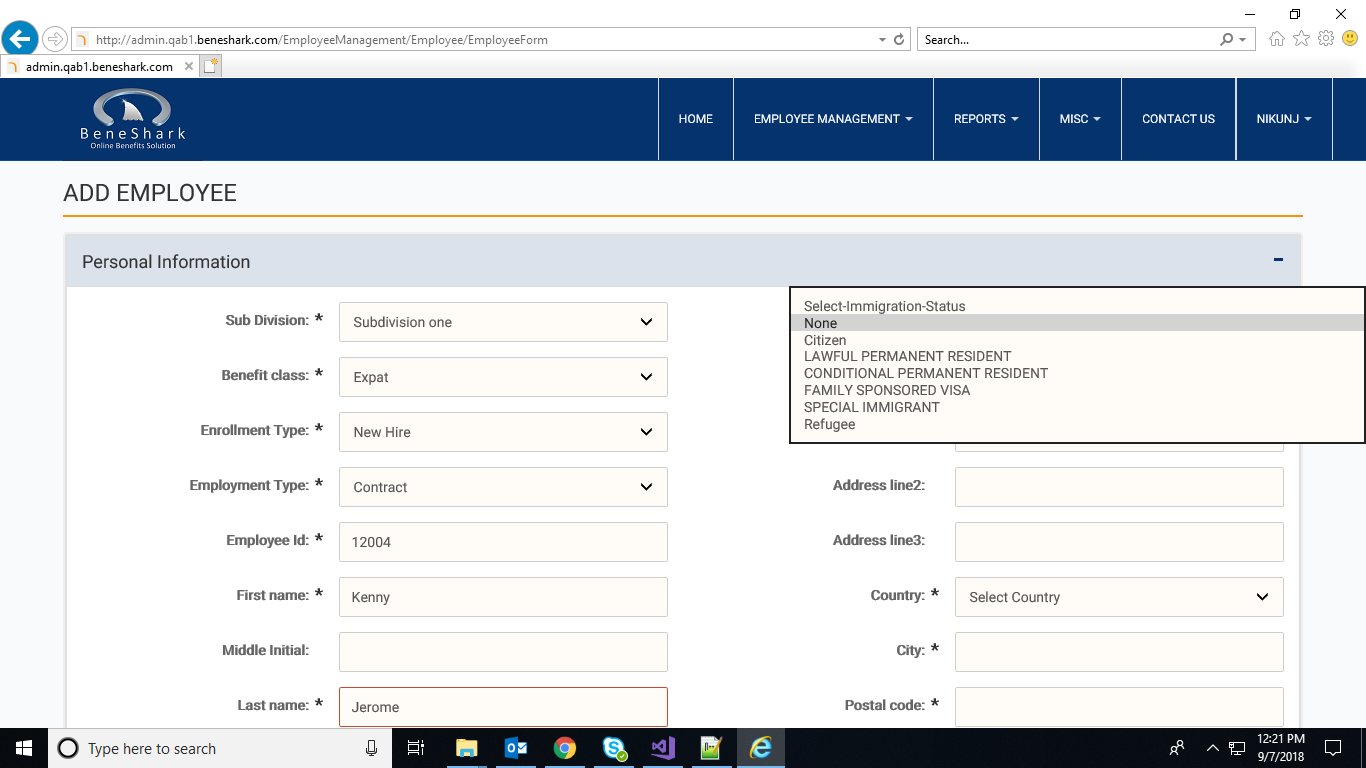 http://admin.qab1.beneshark.com/EmployeeManagement/Employee/EmployeeForm
Search...
admin.qab1.beneshark.com
BeneShark
Online Benefits Solution
HOME
EMPLOYEE MANAGEMENT
REPORTS
MISC
CONTACT US
NIKUNJ
ADD EMPLOYEE
Personal Information
Sub Division: *
Subdivision one
Benefit class: *
Expat
Enrollment Type: *
New Hire
Employment Type: *
Contract
Employee Id: *
12004
First name: *
Kenny
Middle Initial:
Last name: *
Jerome
Select-Immigration-Status
None
Citizen
LAWFUL PERMANENT RESIDENT
CONDITIONAL PERMANENT RESIDENT
FAMILY SPONSORED VISA
SPECIAL IMMIGRANT
Refugee
Address line2:
Address line3:
Country: *
Select Country
City: *
Postal code: *
Type here to search
12:21 PM
9/7/2018